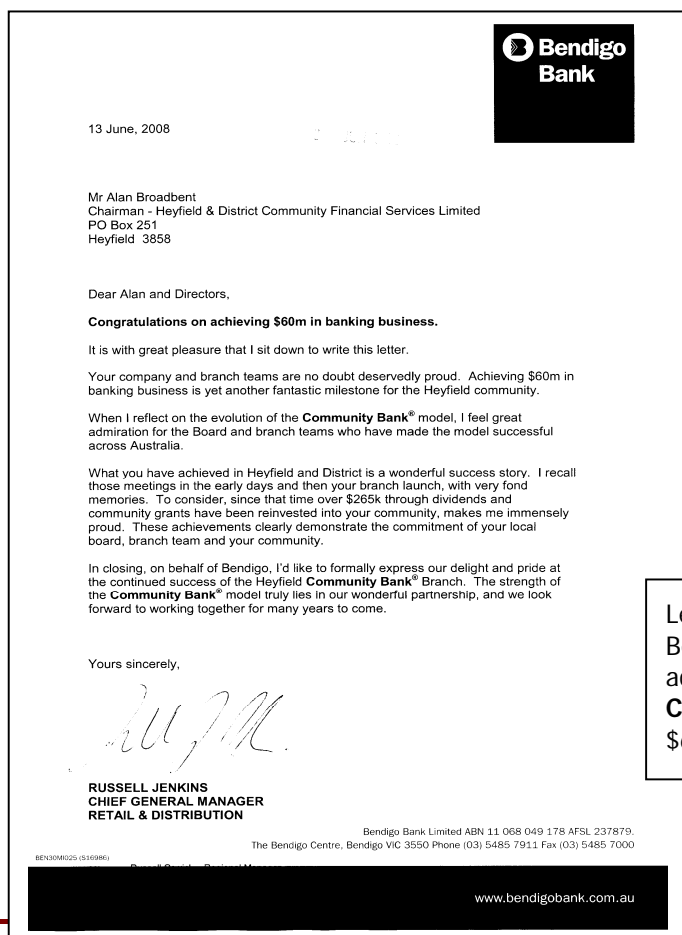 Bendigo
Bank
13 June, 2008
Mr Alan Broadbent
Chairman - Heyfield & District Community Financial Services Limited
PO Box 251
Heyfield 3858
Dear Alan and Directors,
Congratulations on achieving $60m in banking business.
It is with great pleasure that I sit down to write this letter.
Your company and branch teams are no doubt deservedly proud. Achieving $60m in
banking business is yet another fantastic milestone for the Heyfield community.
When I reflect on the evolution of the Community Bank® model, I feel great
admiration for the Board and branch teams who have made the model successful
across Australia.
What you have achieved in Heyfield and District is a wonderful success story. I recall
those meetings in the early days and then your branch launch, with very fond
memories. To consider, since that time over $265k through dividends and
community grants have been reinvested into your community, makes me immensely
proud. These achievements clearly demonstrate the commitment of your local
board, branch team and your community.
In closing, on behalf of Bendigo, I'd like to formally express our delight and pride at
the continued success of the Heyfield Community Bank® Branch. The strength of
the Community Bank® model truly lies in our wonderful partnership, and we look
forward to working together for many years to come.
Yours sincerely,
RUSSELL JENKINS
CHIEF GENERAL MANAGER
RETAIL & DISTRIBUTION
Bendigo Bank Limited ABN 11 068 049 178 AFSL 237879.
The Bendigo Centre, Bendigo VIC 3550 Phone (03) 5485 7911 Fax (03) 5485 7000
BEN30MI025 (S16986)
www.bendigobank.com.au